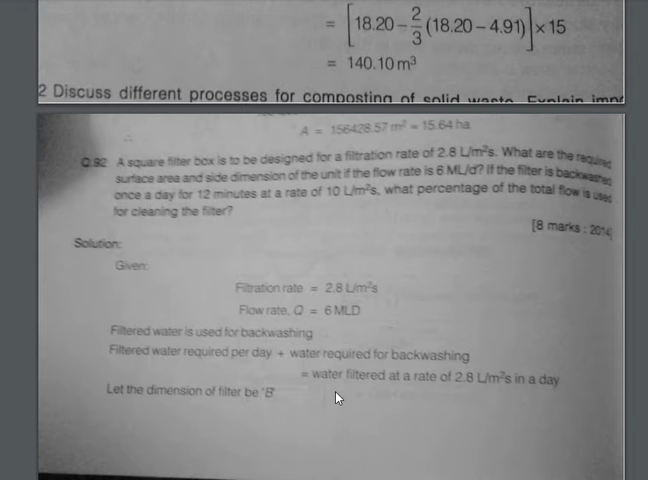 = [18.20 – 2/3 (18.20 – 4.91)] × 15
= 140.10 m³
2 Discuss different processes for composting of solid waste. Explain
A = 156428.57 m² = 15.64 ha
Q.92 A square filter box is to be designed for a filtration rate of 2.8 L/m²s. What are the required
surface area and side dimension of the unit if the flow rate is 6 ML/d? If the filter is backwashed
once a day for 12 minutes at a rate of 10 L/m²s, what percentage of the total flow is used
for cleaning the filter?
[8 marks : 2014]
Solution:
Given:
Filtration rate = 2.8 L/m²s
Flow rate, Q = 6 MLD
Filtered water is used for backwashing
Filtered water required per day + water required for backwashing
= water filtered at a rate of 2.8 L/m²s in a day
Let the dimension of filter be 'B'